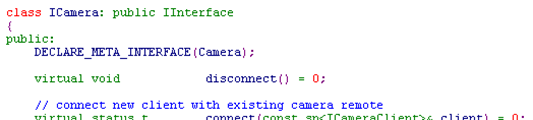 class ICamera: public IInterface
{
public:
DECLARE_META_INTERFACE(Camera);
virtual void disconnect() = 0;
// connect new client with existing camera remote
virtual status_t connect(const sp<ICameraClient>& client) = 0;